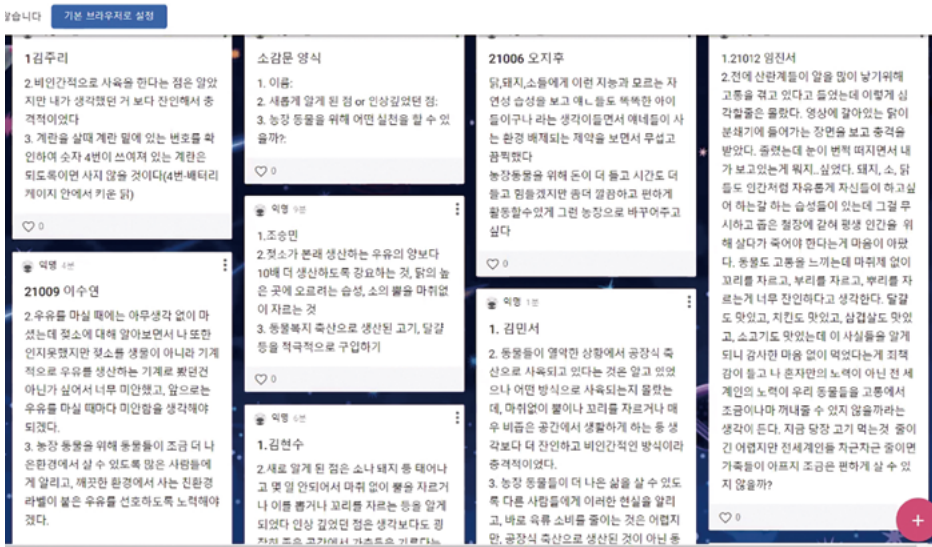 않습니다
기본 브라우저로 설정
1김주리
2.비인간적으로 사육을 한다는 점은 알았
지만 내가 생각했던 거 보다 잔인해서 충
격적이었다
3. 계란을 살때 계란 밑에 있는 번호를 확
인하여 숫자 4번이 쓰여져 있는 계란은
되도록이면 사지 않을 것이다(4번-배터리
케이지 안에서 키운 닭)
0
익명 4분
21009 이수연
2.우유를 마실 때에는 아무생각 없이 마
셨는데 젖소에 대해 알아보면서 나 또한
인지못했지만 젖소를 생물이 아니라 기계
적으로 우유를 생산하는 기계로 봤던건
아닌가 싶어서 너무 미안했고, 앞으로는
우유를 마실 때마다 미안함을 생각해야
되겠다.
3. 농장 동물을 위해 동물들이 조금 더 나
은환경에서 살 수 있도록 많은 사람들에
게 알리고, 깨끗한 환경에서 사는 친환경
라벨이 붙은 우유를 선호하도록 노력해야
겠다.
소감문 양식
1. 이름:
2. 새롭게 알게 된 점 or 인상깊었던 점:
3. 농장 동물을 위해 어떤 실천을 할 수 있
을까?:
0
익명 9분
1.조승민
2.젖소가 본래 생산하는 우유의 양보다
10배 더 생산하도록 강요하는 것, 닭의 높
은 곳에 오르려는 습성, 소의 뿔을 마취없
이 자르는 것
3. 동물복지 축산으로 생산된 고기, 달걀
등을 적극적으로 구입하기
0
익명 6분
1.김현수
2.새로 알게 된 점은 소나 돼지 등 태어나
고 몇 일 안되어서 마취 없이 뿔을 자르거
나 이를 뽑거나 꼬리를 자르는 등을 알게
되었다 인상 깊었던 점은 생각보다도 굉
장히 좁은 공간에서 가축들을 기른다는
21006 오지후
닭,돼지,소들에게 이런 지능과 모르는 자
연성 습성을 보고 얘ㄴ들도 똑똑한 아이
들이구나 라는 생각이들면서 얘네들이 사
는 환경 배제되는 제약을 보면서 무섭고
끔찍했다
농장동물을 위해 돈이 더 들고 시간도 더
들고 힘들겠지만 좀더 깔끔하고 편하게
활동할수있게 그런 농장으로 바꾸어주고
싶다
0
익명 1분
1. 김민서
2. 동물들이 열악한 상황에서 공장식 축
산으로 사육되고 있다는 것은 알고 있었
으나 어떤 방식으로 사육되는지 몰랐는
데, 마취없이 뿔이나 꼬리를 자르거나 매
우 비좁은 공간에서 생활하게 하는 등 생
각보다 더 잔인하고 비인간적인 방식이라
충격적이었다.
3. 농장 동물들이 더 나은 삶을 살 수 있도
록 다른 사람들에게 이러한 현실을 알리
고, 바로 육류 소비를 줄이는 것은 어렵지
만, 공장식 축산으로 생산된 것이 아닌 동
1.21012 임진서
2.전에 산란계들이 알을 많이 낳기위해
고통을 겪고 있다고 들었는데 이렇게 심
각할줄은 몰랐다. 영상에 갈아있는 닭이
분쇄기에 들어가는 장면을 보고 충격을
받았다. 졸렸는데 눈이 번쩍 떠지면서 내
가 보고있는게 뭐지..싶었다. 돼지, 소, 닭
들도 인간처럼 자유롭게 자신들이 하고싶
어 하는갈 하는 습성들이 있는데 그걸 무
시하고 좁은 철장에 갇혀 평생 인간을 위
해 살다가 죽어야 한다는게 마음이 아팠
다. 동물도 고통을 느끼는데 마취제 없이
꼬리를 자르고, 부리를 자르고, 뿌리를 자
르는게 너무 잔인하다고 생각한다. 달걀
도 맛있고, 치킨도 맛있고, 삼겹살도 맛있
고, 소고기도 맛있는데 이 사실들을 알게
되니 감사한 마음 없이 먹었다는게 죄책
감이 들고 나 혼자만의 노력이 아닌 전 세
계인의 노력이 우리 동물들을 고통에서
조금이나마 꺼내줄 수 있지 않을까라는
생각이 든다. 지금 당장 고기 먹는것 줄이
긴 어렵지만 전세계인들 차근차근 줄이면
가축들이 아프지 조금은 편하게 살 수 있
지 않을까?
0